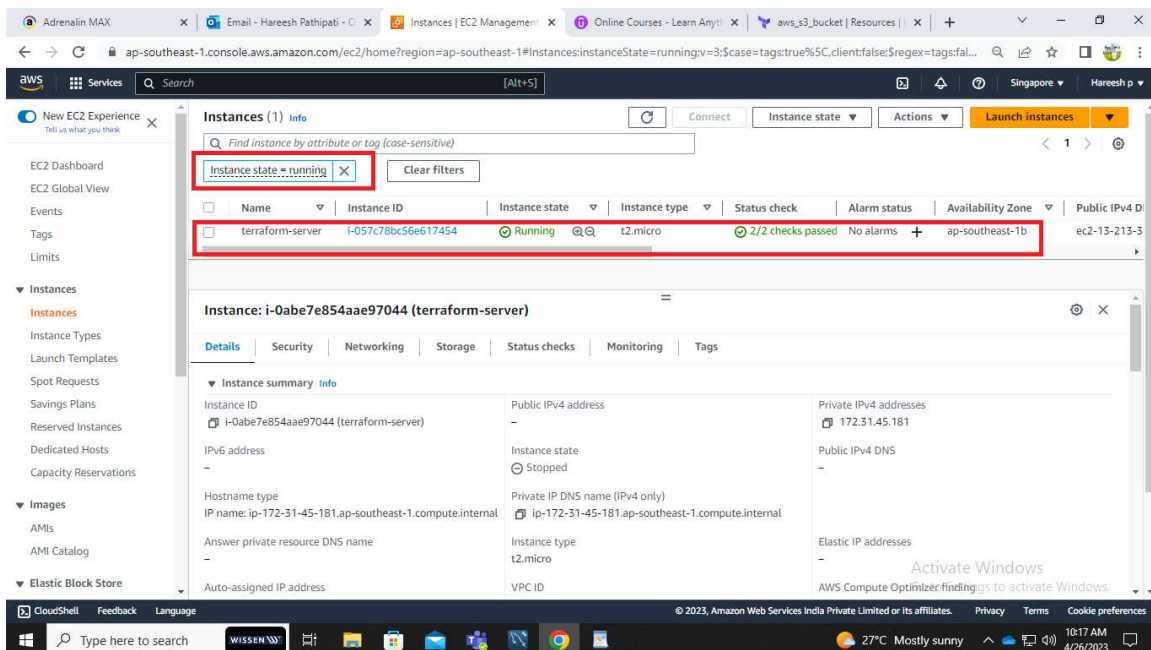 Adrenalin MAX
Email - Hareesh Pathipati - O
Instances | EC2 Management
Online Courses - Learn Anyth
aws_s3_bucket | Resources |
ap-southeast-1.console.aws.amazon.com/ec2/home?region=ap-southeast-1#Instances:instanceState=running;v=3;$case=tags:true%5C,client:false;$regex=tags:fal...
aws Services Search [Alt+S] Singapore Hareesh p
New EC2 Experience
Tell us what you think
EC2 Dashboard
EC2 Global View
Events
Tags
Limits
Instances
Instances
Instance Types
Launch Templates
Spot Requests
Savings Plans
Reserved Instances
Dedicated Hosts
Capacity Reservations
Images
AMIs
AMI Catalog
Elastic Block Store
Instances (1) Info
Connect Instance state Actions Launch instances
Find instance by attribute or tag (case-sensitive)
1
Instance state = running Clear filters
Name Instance ID Instance state Instance type Status check Alarm status Availability Zone Public IPv4 D
terraform-server i-057c78bc56e617454 Running t2.micro 2/2 checks passed No alarms + ap-southeast-1b ec2-13-213-3
Instance: i-0abe7e854aae97044 (terraform-server)
Details Security Networking Storage Status checks Monitoring Tags
Instance summary Info
Instance ID Public IPv4 address Private IPv4 addresses
i-0abe7e854aae97044 (terraform-server) – 172.31.45.181
IPv6 address Instance state Public IPv4 DNS
– Stopped –
Hostname type Private IP DNS name (IPv4 only)
IP name: ip-172-31-45-181.ap-southeast-1.compute.internal ip-172-31-45-181.ap-southeast-1.compute.internal
Answer private resource DNS name Instance type Elastic IP addresses
– t2.micro –
Activate Windows
Auto-assigned IP address VPC ID AWS Compute Optimizer finding
gs to activate Windows.
CloudShell Feedback Language © 2023, Amazon Web Services India Private Limited or its affiliates. Privacy Terms Cookie preferences
Type here to search WISSEN 27°C Mostly sunny 10:17 AM
4/26/2023